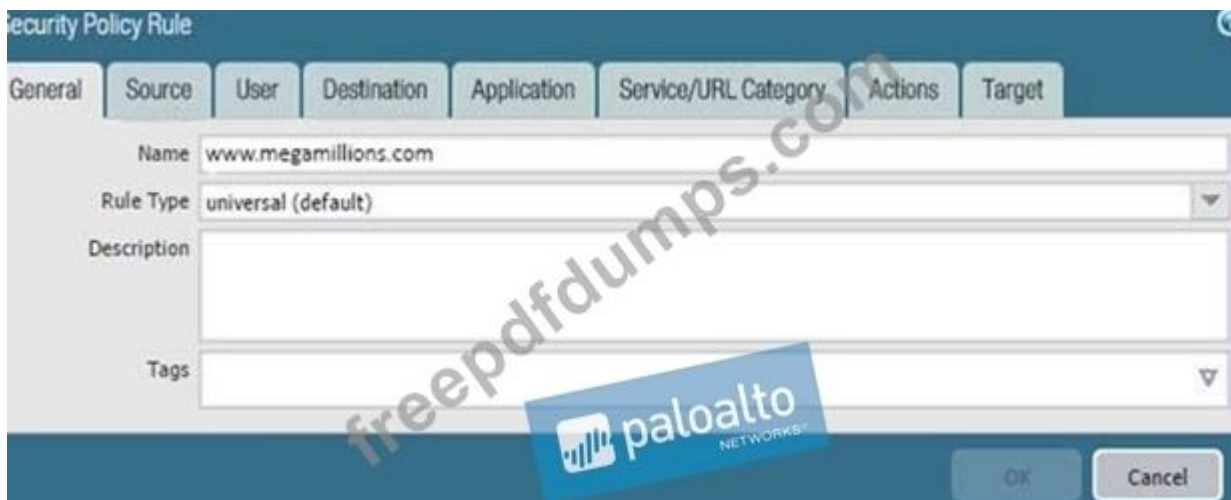 Security Policy Rule
General Source User Destination Application Service/URL Category Actions Target
Name www.megamillions.com
Rule Type universal (default)
Description
Tags
freepdfdumps.com
paloalto
NETWORKS®
OK Cancel